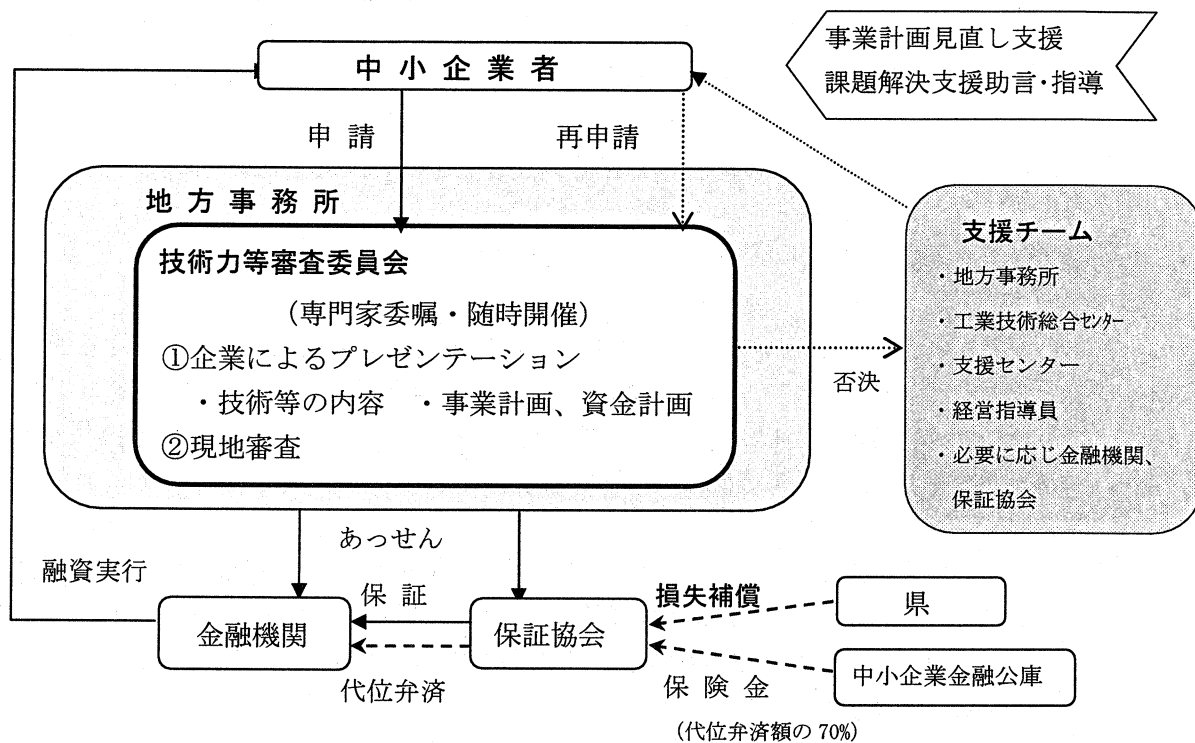 事業計画見直し支援
課題解決支援助言・指導
中小企業者
申請
再申請
地方事務所
技術力等審査委員会
（専門家委嘱・随時開催）
①企業によるプレゼンテーション
・技術等の内容　・事業計画、資金計画
②現地審査
否決
支援チーム
・地方事務所
・工業技術総合ｾﾝﾀｰ
・支援センター
・経営指導員
・必要に応じ金融機関、
保証協会
あっせん
融資実行
保証
損失補償
県
金融機関
保証協会
代位弁済
保険金
中小企業金融公庫
（代位弁済額の 70%）